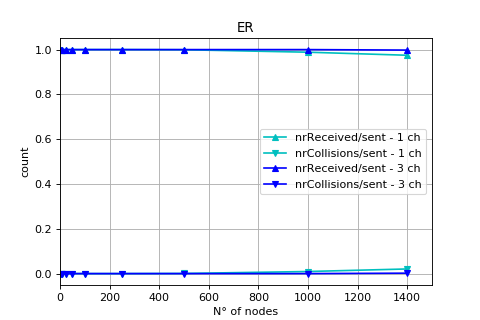 ER
1.0
0.8
0.6
0.4
0.2
0.0
count
nrReceived/sent - 1 ch
nrCollisions/sent - 1 ch
nrReceived/sent - 3 ch
nrCollisions/sent - 3 ch
0 200 400 600 800 1000 1200 1400
N° of nodes